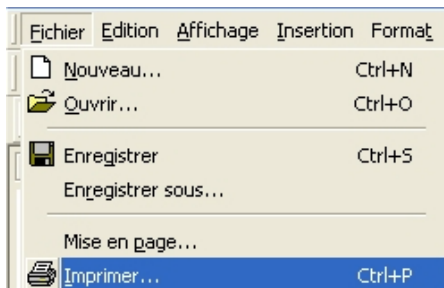 Fichier Edition Affichage Insertion Format
Nouveau... Ctrl+N
Ouvrir... Ctrl+O
Enregistrer Ctrl+S
Enregistrer sous...
Mise en page...
Imprimer... Ctrl+P